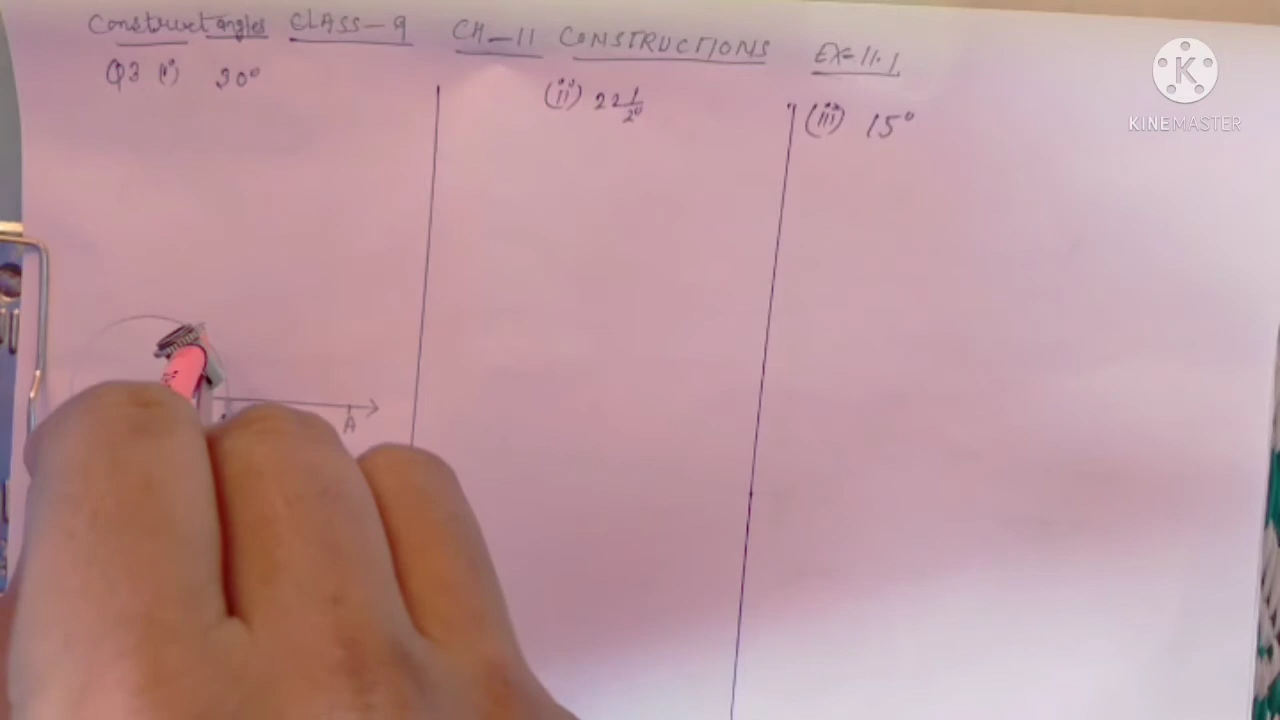 Construct angles CLASS-9 CH-11 CONSTRUCTIONS EX-11.1
Q3 (i) 30°
(ii) 22 1/2°
(iii) 15°
A
K
KINEMASTER